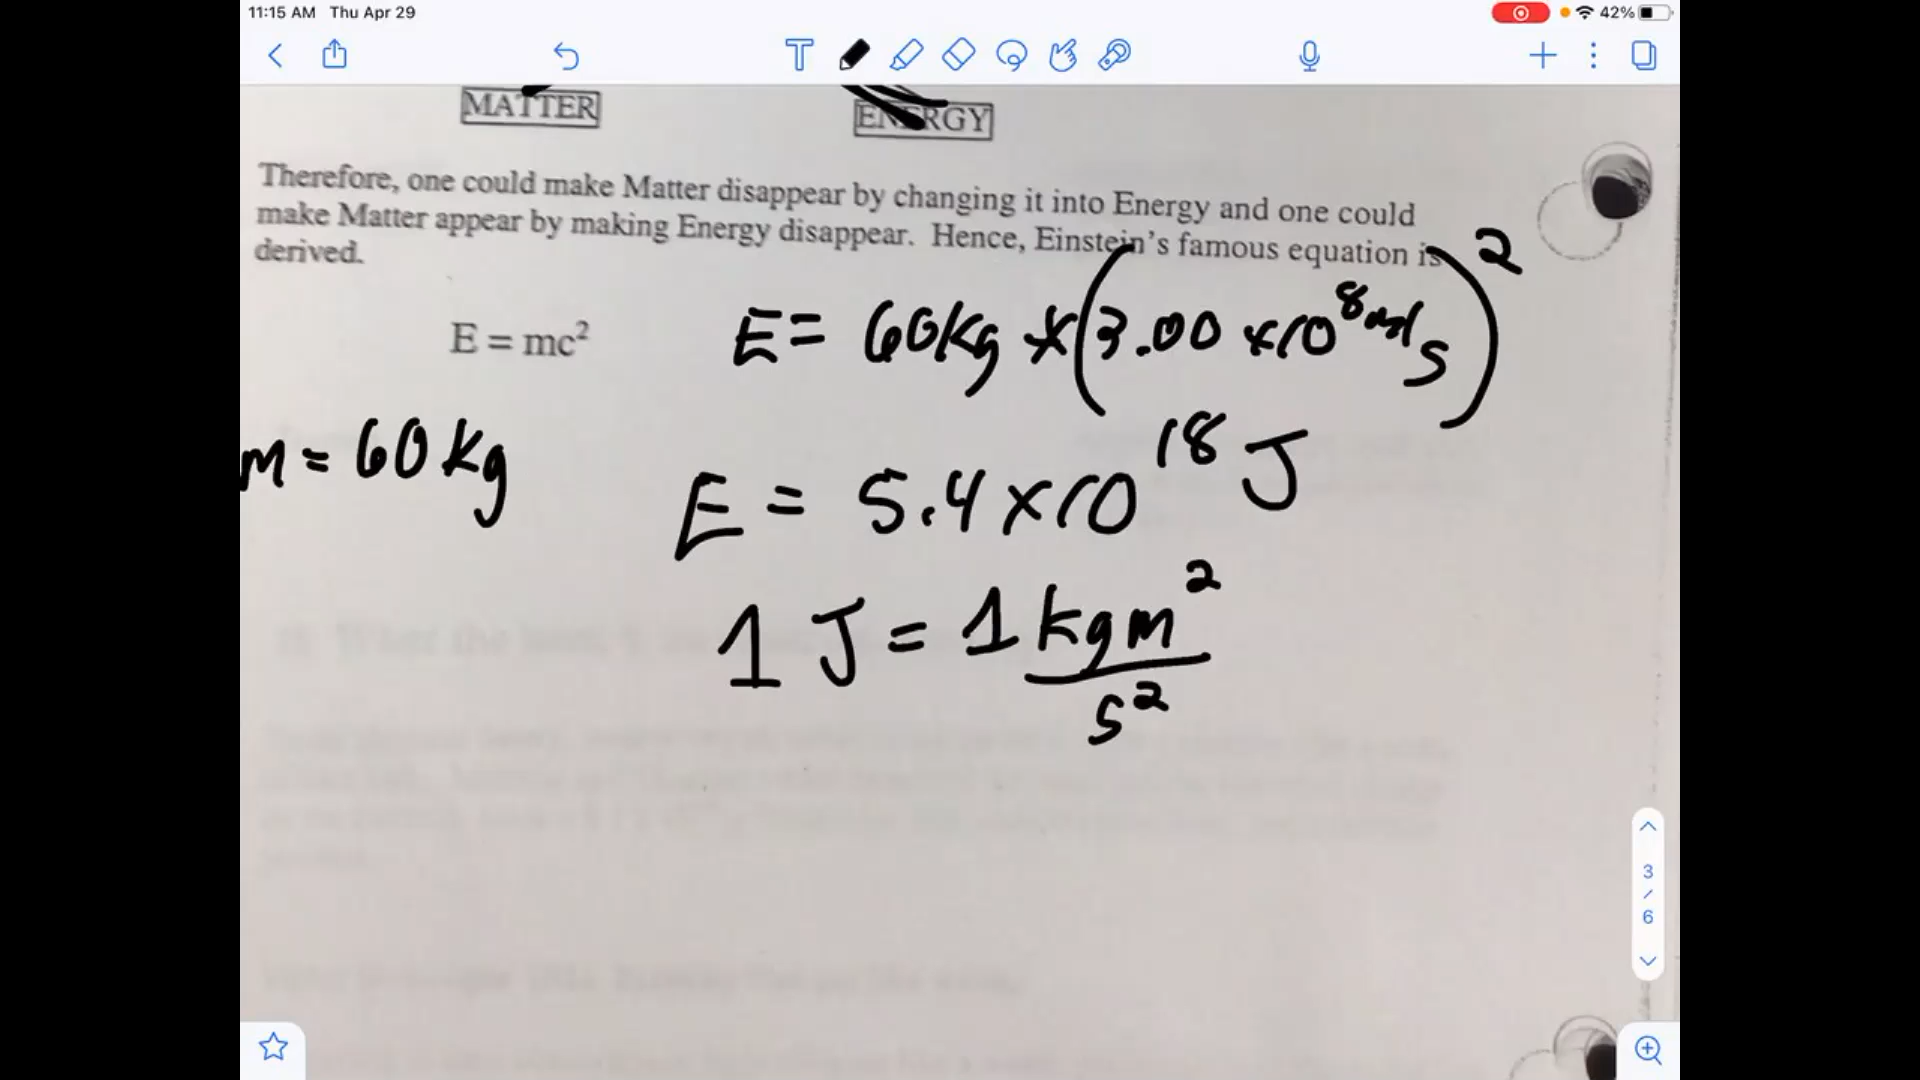 11:15 AM Thu Apr 29
42%
MATTER
ENERGY
Therefore, one could make Matter disappear by changing it into Energy and one could
make Matter appear by making Energy disappear. Hence, Einstein's famous equation is
derived.
E = mc²
E = 60kg * (3.00 x10⁸ m/s)²
m = 60 kg
E = 5.4 x 10¹⁸ J
1 J = 1 kgm²
s²
3
/
6